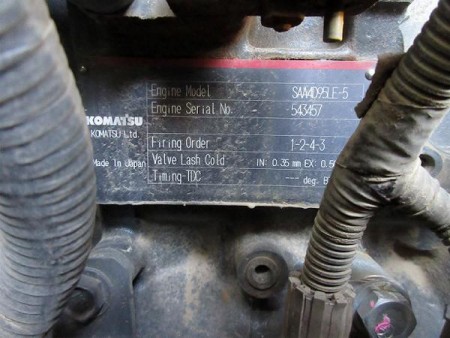 Engine Model SAA4D95LE-5
Engine Serial No. 543457
KOMATSU
KOMATSU Ltd.
Firing Order 1-2-4-3
Made in Japan
Valve Lash Cold IN: 0.35 mm EX: 0.5
Timing-TDC --- deg. B